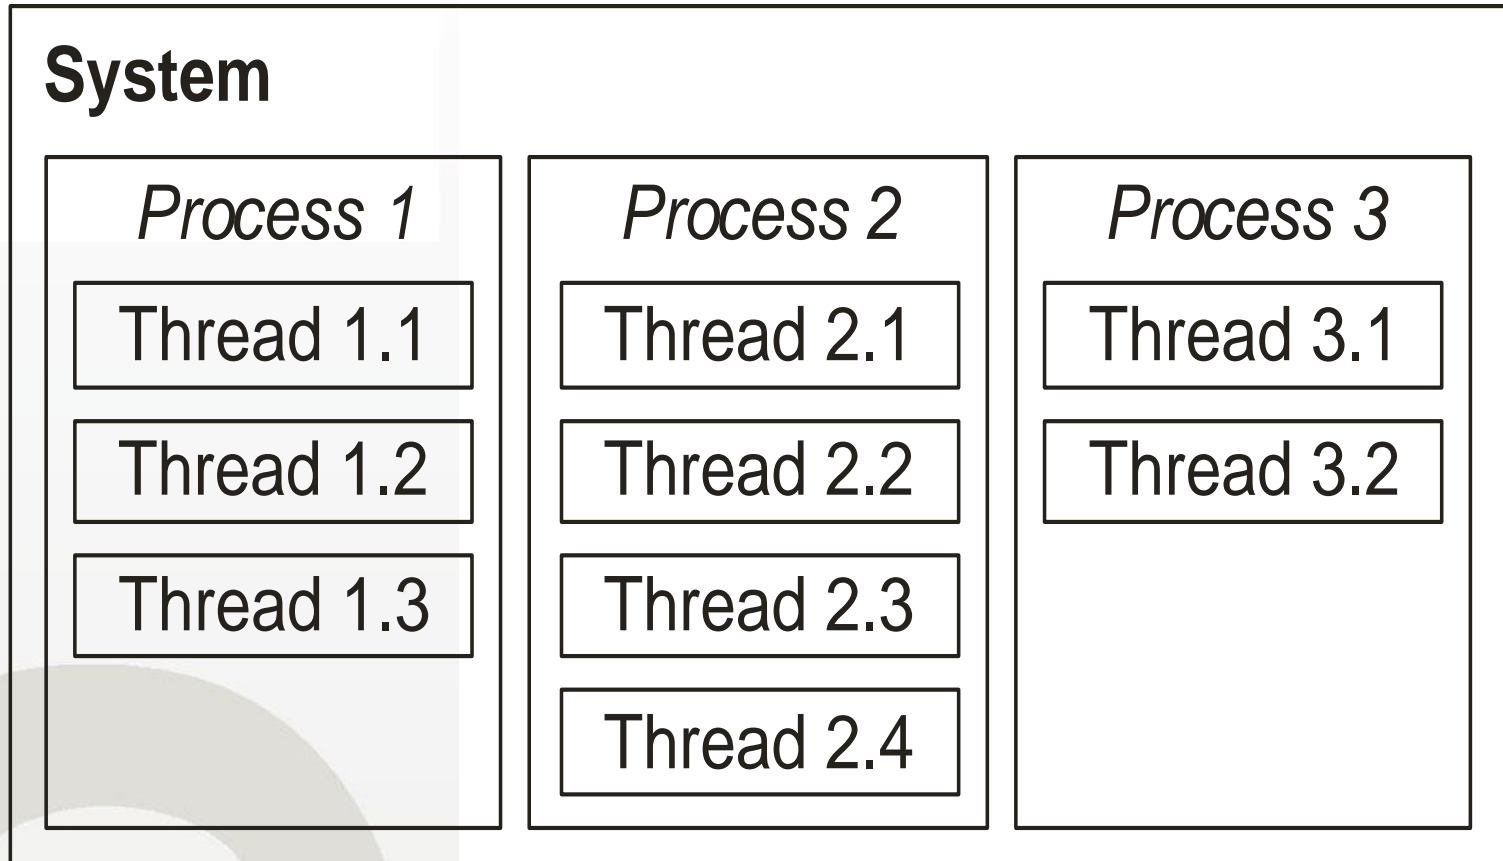 System
Process 1
Thread 1.1
Thread 1.2
Thread 1.3
Process 2
Thread 2.1
Thread 2.2
Thread 2.3
Thread 2.4
Process 3
Thread 3.1
Thread 3.2